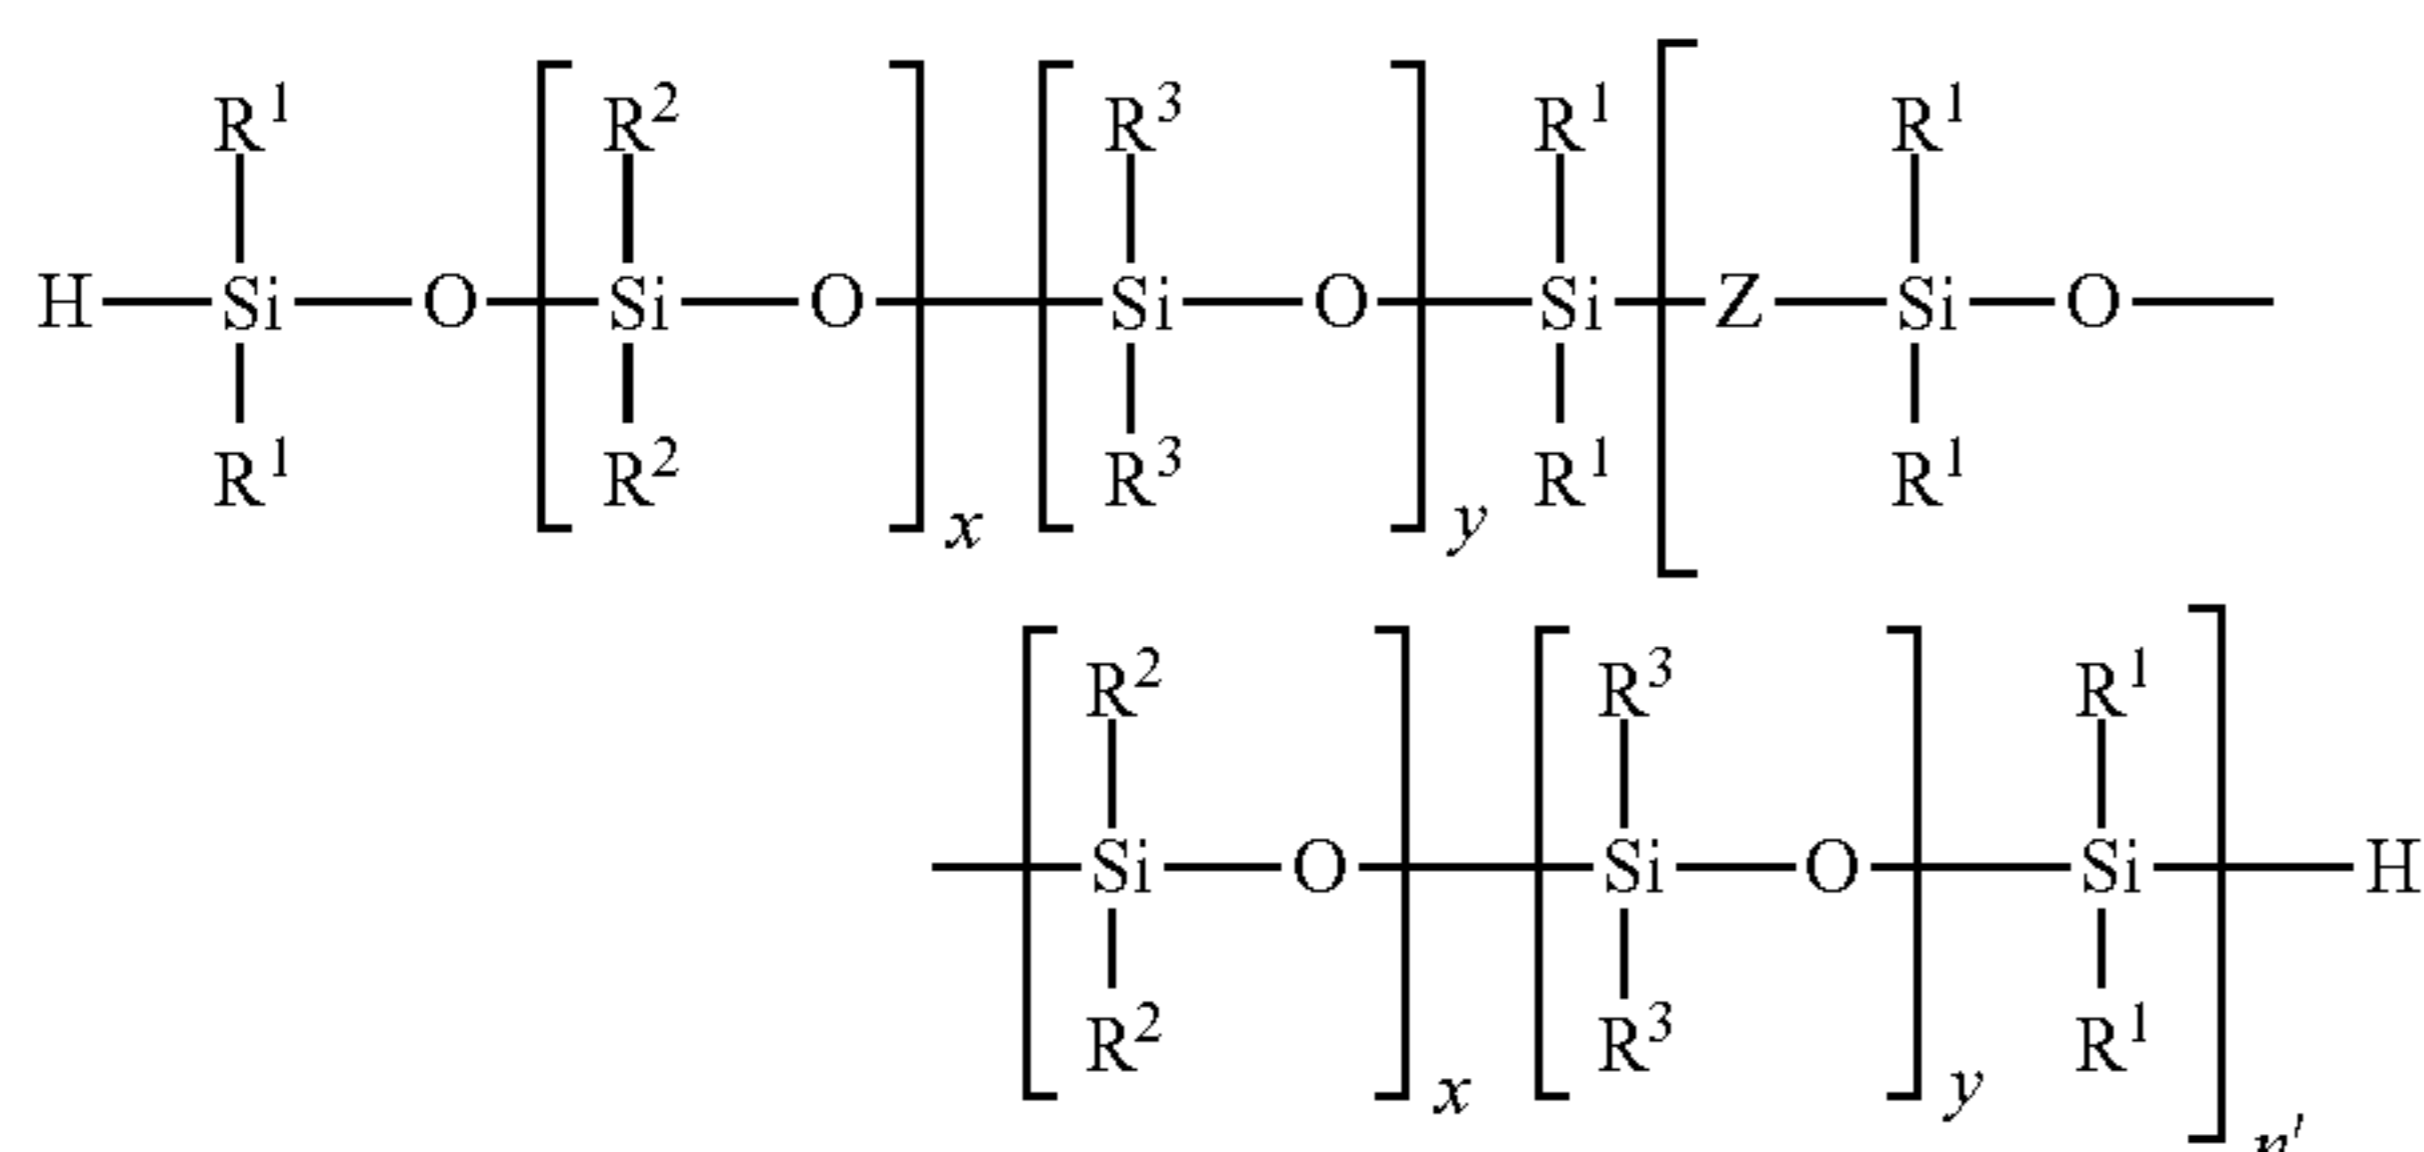 R¹ R² R³ R¹ R¹
H—Si—O—[Si—O]x—[Si—O]y—Si—[Z—Si—O—
R¹ R² R³ R¹ R¹
R² R³ R¹
—[Si—O]x—[Si—O]y—Si—]n'—H
R² R³ R¹